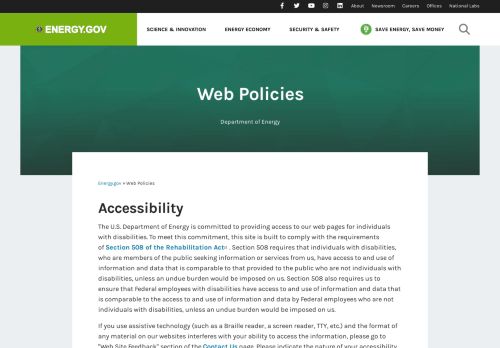 About Newsroom Careers Offices National Labs
ENERGY.GOV SCIENCE & INNOVATION ENERGY ECONOMY SECURITY & SAFETY SAVE ENERGY, SAVE MONEY
Web Policies
Department of Energy
Energy.gov » Web Policies
Accessibility
The U.S. Department of Energy is committed to providing access to our web pages for individuals
with disabilities. To meet this commitment, this site is built to comply with the requirements
of Section 508 of the Rehabilitation Act . Section 508 requires that individuals with disabilities,
who are members of the public seeking information or services from us, have access to and use of
information and data that is comparable to that provided to the public who are not individuals with
disabilities, unless an undue burden would be imposed on us. Section 508 also requires us to
ensure that Federal employees with disabilities have access to and use of information and data that
is comparable to the access to and use of information and data by Federal employees who are not
individuals with disabilities, unless an undue burden would be imposed on us.
If you use assistive technology (such as a Braille reader, a screen reader, TTY, etc.) and the format of
any material on our websites interferes with your ability to access the information, please go to
"Web Site Feedback" section of the Contact Us page. Please indicate the nature of your accessibility